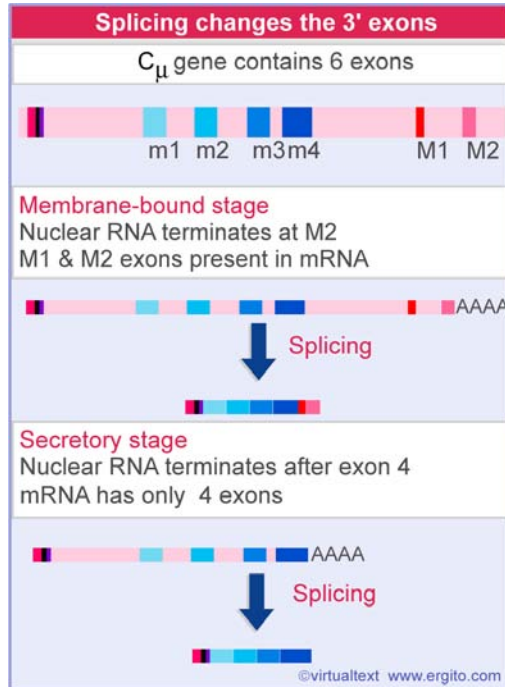 Splicing changes the 3' exons
Cμ gene contains 6 exons
m1 m2 m3 m4 M1 M2
Membrane-bound stage
Nuclear RNA terminates at M2
M1 & M2 exons present in mRNA
AAAA
Splicing
Secretory stage
Nuclear RNA terminates after exon 4
mRNA has only 4 exons
AAAA
Splicing
©virtualtext www.ergito.com